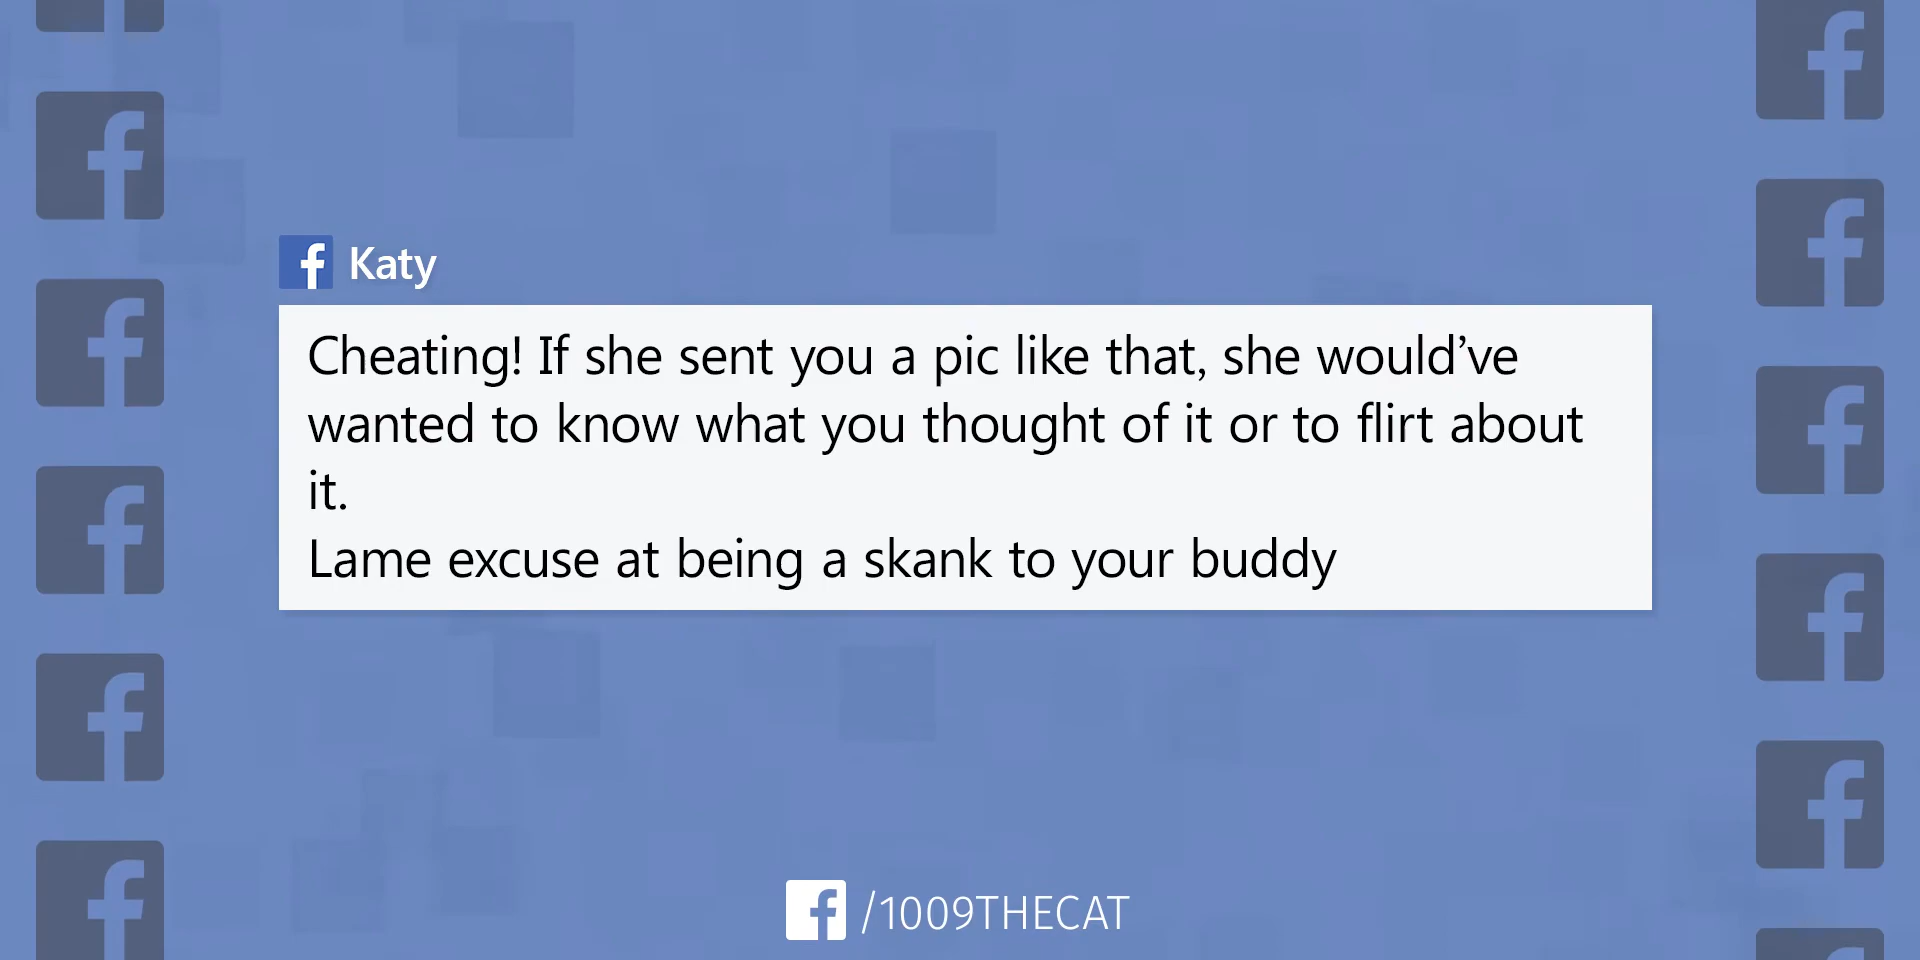 Katy
Cheating! If she sent you a pic like that, she would’ve
wanted to know what you thought of it or to flirt about
it.
Lame excuse at being a skank to your buddy
/1009THECAT